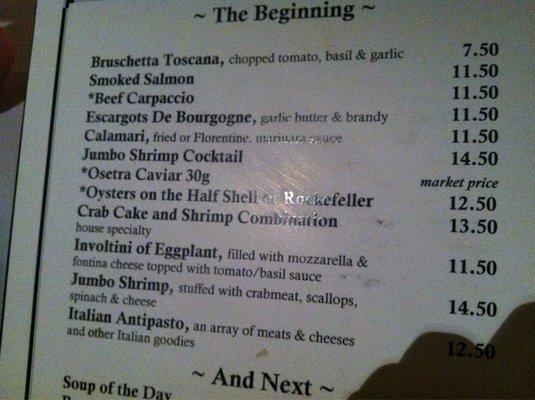 ~ The Beginning ~
Bruschetta Toscana, chopped tomato, basil & garlic 7.50
Smoked Salmon 11.50
*Beef Carpaccio 11.50
Escargots De Bourgogne, garlic butter & brandy 11.50
Calamari, fried or Florentine, marinara sauce 11.50
Jumbo Shrimp Cocktail 14.50
*Osetra Caviar 30g market price
*Oysters on the Half Shell or Rockefeller 12.50
Crab Cake and Shrimp Combination 13.50
house specialty
Involtini of Eggplant, filled with mozzarella &
fontina cheese topped with tomato/basil sauce 11.50
Jumbo Shrimp, stuffed with crabmeat, scallops,
spinach & cheese 14.50
Italian Antipasto, an array of meats & cheeses
and other Italian goodies 12.50
~ And Next ~
Soup of the Day